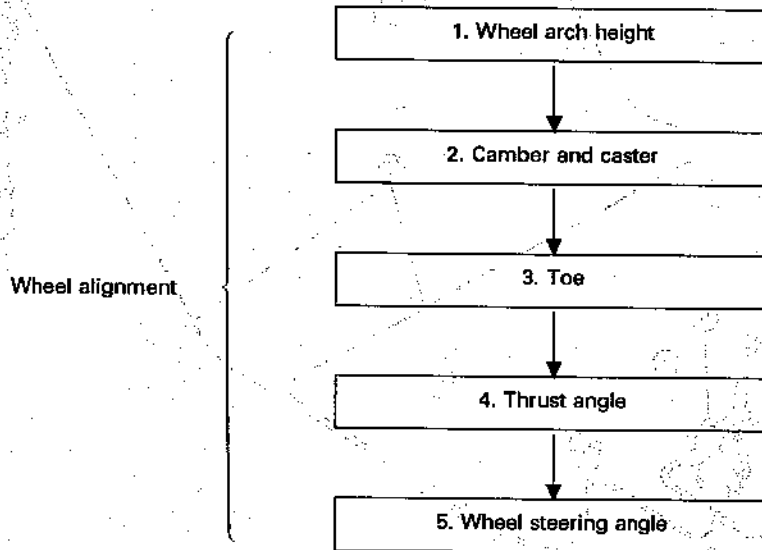 1. Wheel arch height
2. Camber and caster
3. Toe
Wheel alignment
4. Thrust angle
5. Wheel steering angle